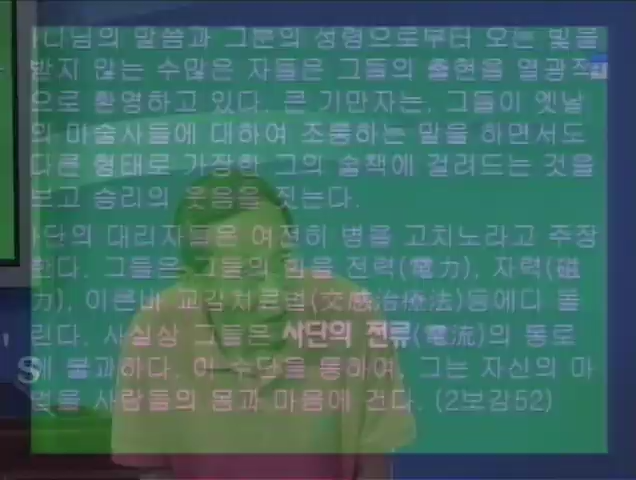 하나님의 말씀과 그분의 성령으로부터 오는 빛을
받지 않는 수많은 자들은 그들의 출현을 열광적
으로 환영하고 있다. 큰 기만자는, 그들이 옛날
의 마술사들에 대하여 조롱하는 말을 하면서도
다른 형태로 가장한 그의 술책에 걸려드는 것을
보고 승리의 웃음을 짓는다.
사단의 대리자들은 여전히 병을 고치노라고 주장
한다. 그들은 그들의 힘을 전력(電力), 자력(磁
力), 이른바 교감치료법(交感治療法)등에다 돌
린다. 사실상 그들은 사단의 전류(電流)의 통로
에 불과하다. 이 수단을 통하여, 그는 자신의 마
력을 사람들의 몸과 마음에 건다. (2보감52)